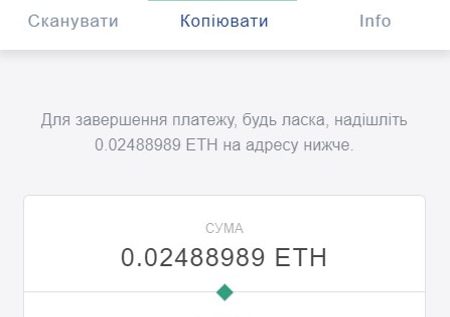 Сканувати Копіювати Info
Для завершення платежу, будь ласка, надішліть
0.02488989 ETH на адресу нижче.
СУМА
0.02488989 ETH